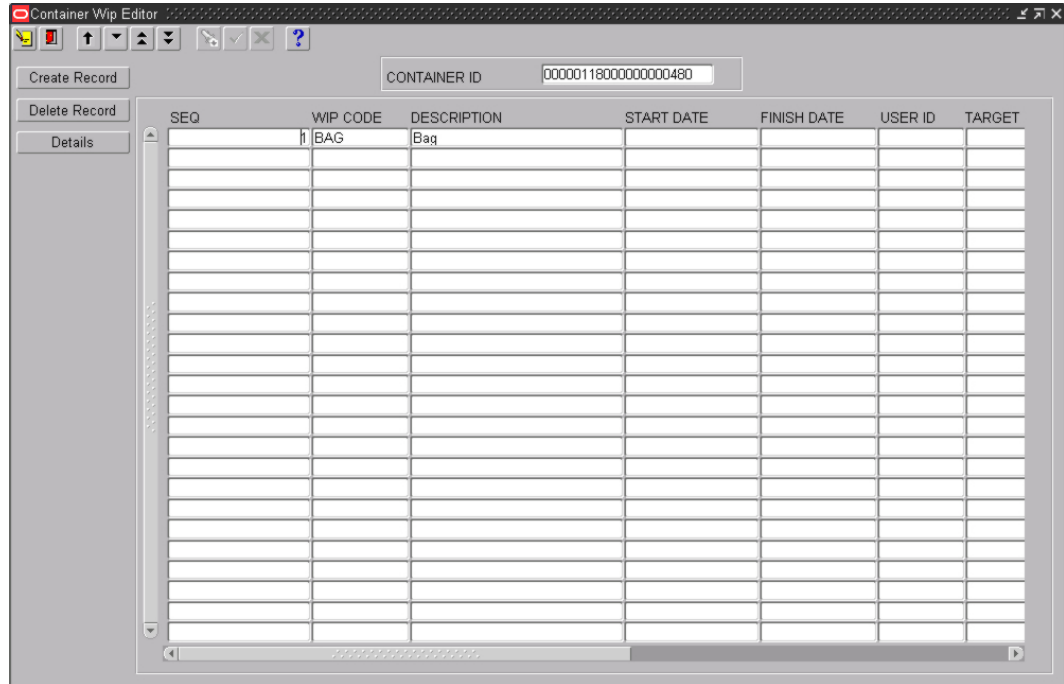 Container Wip Editor
Create Record
CONTAINER ID 00000118000000000480
Delete Record
SEQ WIP CODE DESCRIPTION START DATE FINISH DATE USER ID TARGET
Details
1 BAG Bag